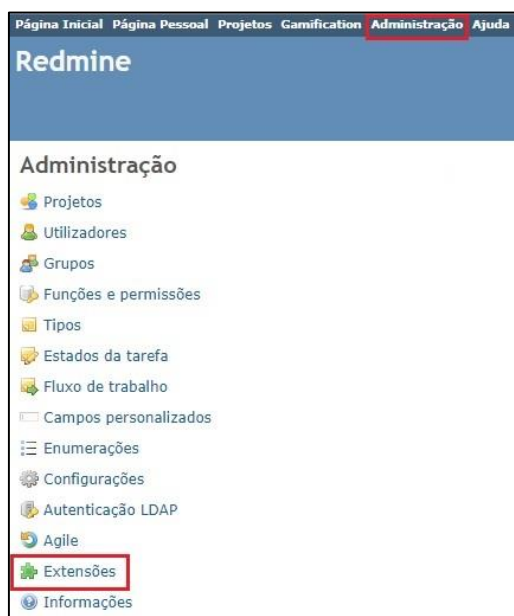 Página Inicial Página Pessoal Projetos Gamification Administração Ajuda
Redmine
Administração
Projetos
Utilizadores
Grupos
Funções e permissões
Tipos
Estados da tarefa
Fluxo de trabalho
Campos personalizados
Enumerações
Configurações
Autenticação LDAP
Agile
Extensões
Informações